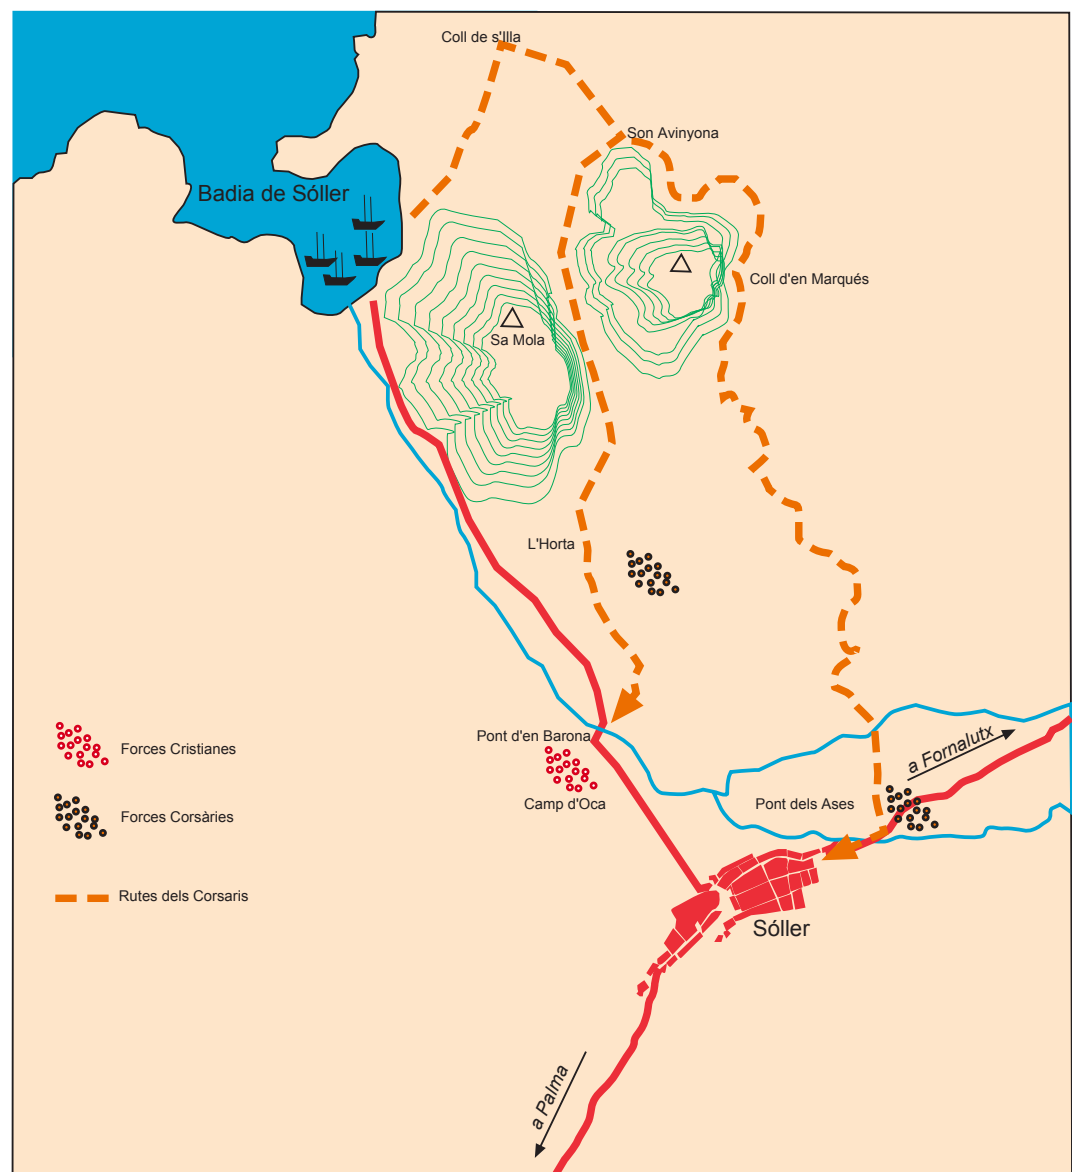 Coll de s'Illa
Son Avinyona
Badia de Sóller
Coll d'en Marqués
Sa Mola
L'Horta
Pont d'en Barona
a Fornalutx
Forces Cristianes
Camp d'Oca
Pont dels Ases
Forces Corsàries
Rutes dels Corsaris
Sóller
a Palma